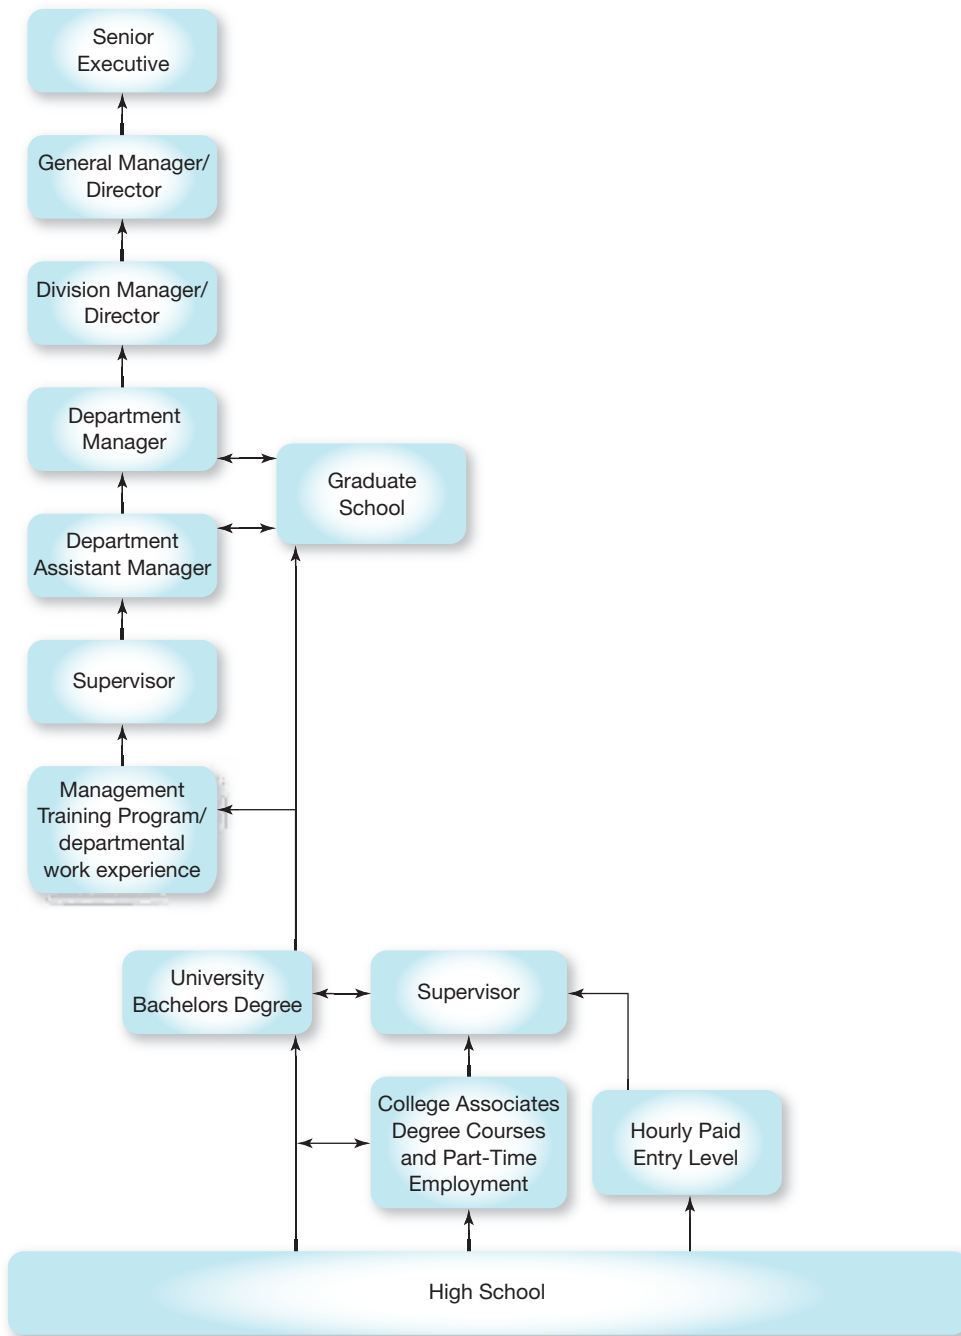 Senior
Executive
General Manager/
Director
Division Manager/
Director
Department
Manager
Graduate
School
Department
Assistant Manager
Supervisor
Management
Training Program/
departmental
work experience
University
Bachelors Degree
Supervisor
College Associates
Degree Courses
and Part-Time
Employment
Hourly Paid
Entry Level
High School